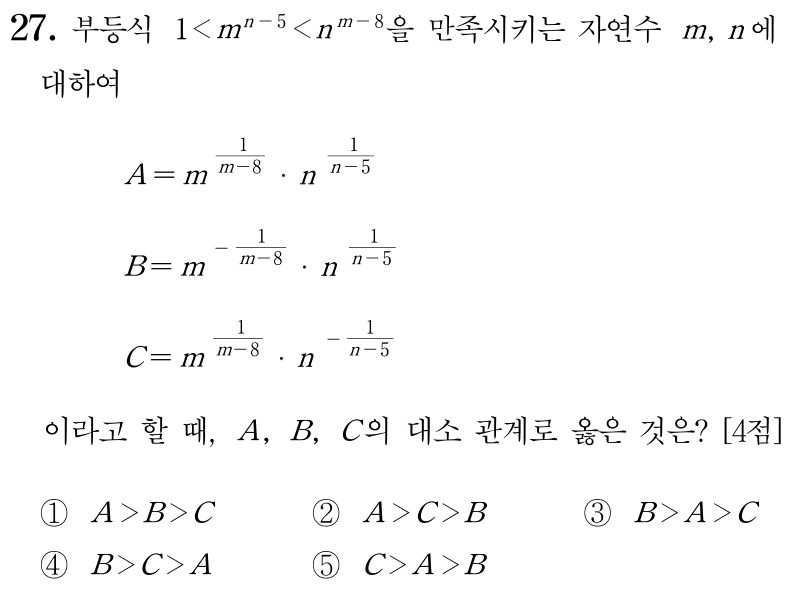 27. 부등식 $1 < m^{n-5} < n^{m-8}$을 만족시키는 자연수 $m$, $n$에
대하여
$A = m^{\frac{1}{m-8}} \cdot n^{\frac{1}{n-5}}$
$B = m^{-\frac{1}{m-8}} \cdot n^{\frac{1}{n-5}}$
$C = m^{\frac{1}{m-8}} \cdot n^{-\frac{1}{n-5}}$
이라고 할 때, $A$, $B$, $C$의 대소 관계로 옳은 것은? [4점]
① $A > B > C$ ② $A > C > B$ ③ $B > A > C$
④ $B > C > A$ ⑤ $C > A > B$